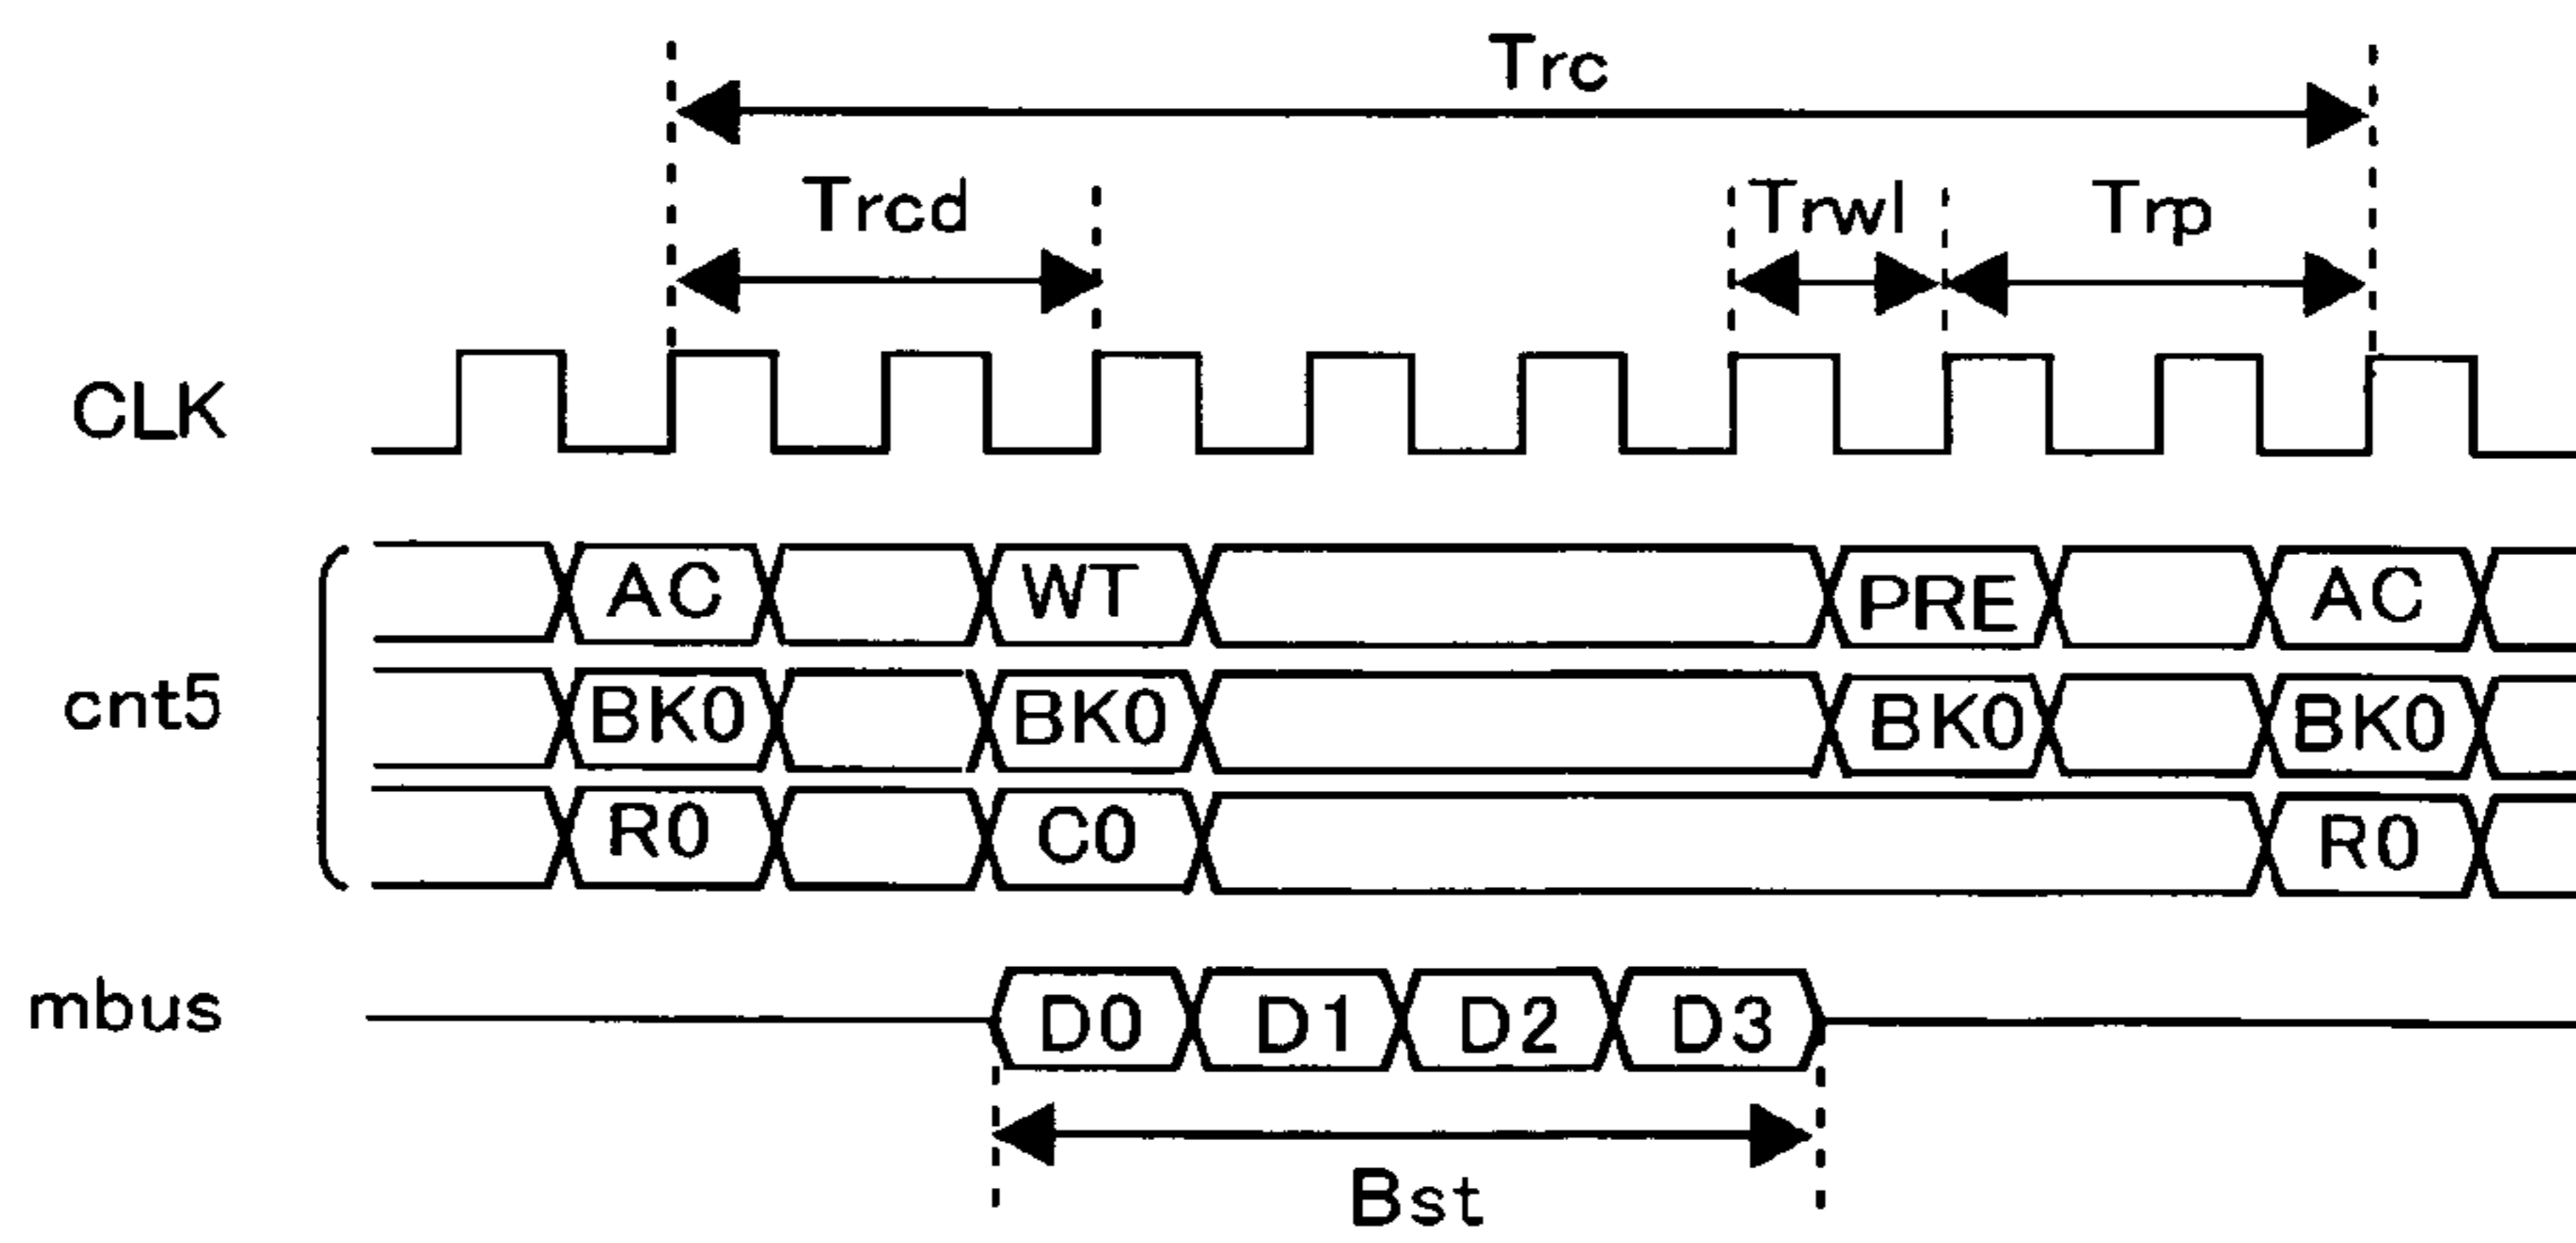 Trc
Trcd Trwl Trp
CLK
AC WT PRE AC
cnt5
BK0 BK0 BK0 BK0
R0 C0 R0
mbus
D0 D1 D2 D3
Bst